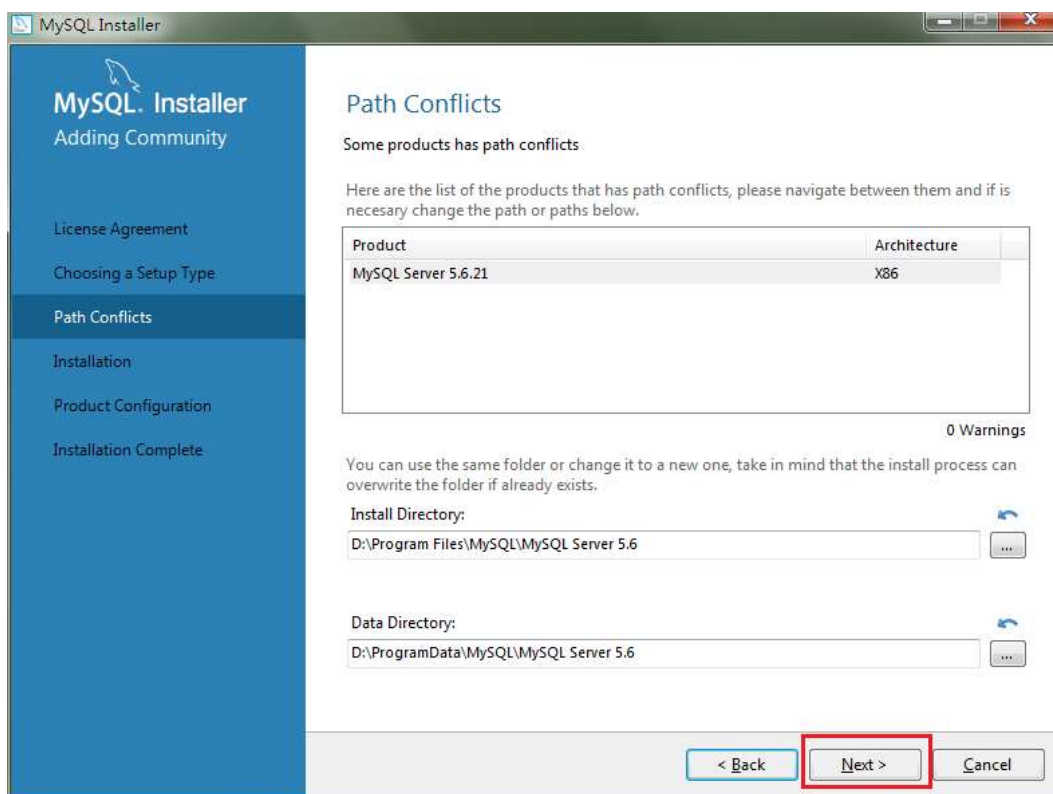 MySQL Installer
MySQL. Installer
Adding Community
License Agreement
Choosing a Setup Type
Path Conflicts
Installation
Product Configuration
Installation Complete
Path Conflicts
Some products has path conflicts
Here are the list of the products that has path conflicts, please navigate between them and if is
necesary change the path or paths below.
Product Architecture
MySQL Server 5.6.21 X86
0 Warnings
You can use the same folder or change it to a new one, take in mind that the install process can
overwrite the folder if already exists.
Install Directory:
D:\Program Files\MySQL\MySQL Server 5.6
...
Data Directory:
D:\ProgramData\MySQL\MySQL Server 5.6
...
< Back Next > Cancel